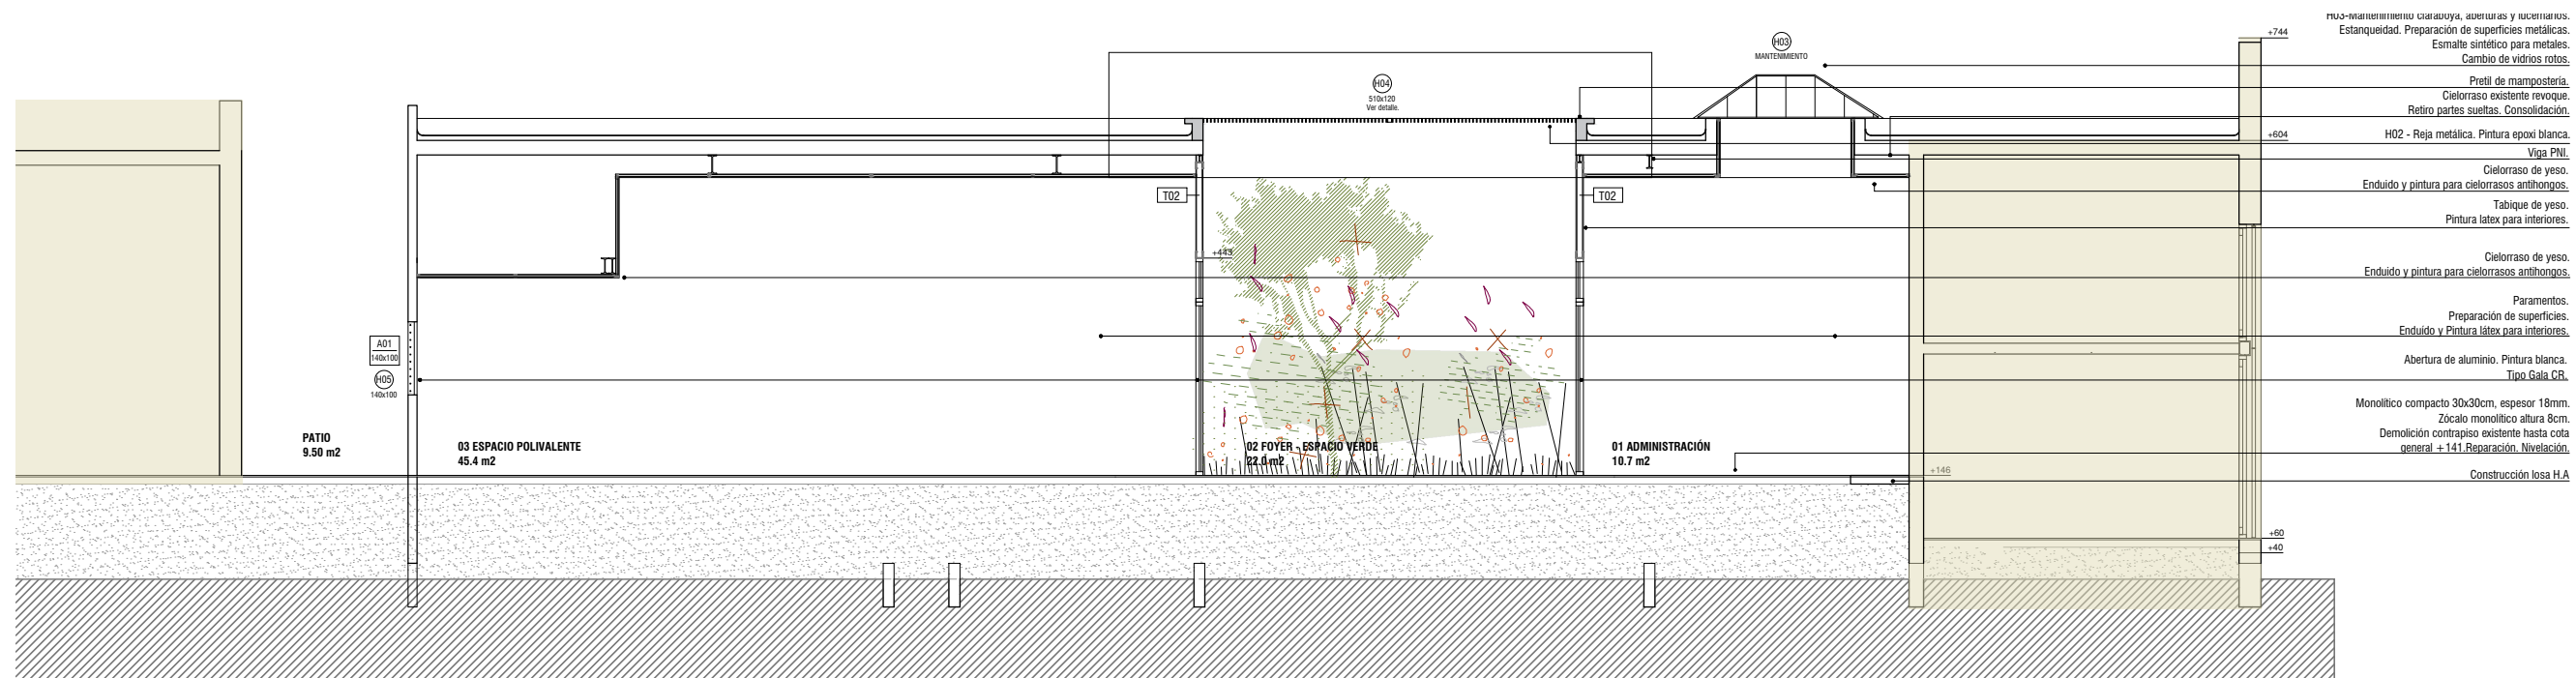 H03-Mantenimiento claraboya, aberturas y lucernarios.
Estanqueidad. Preparación de superficies metálicas.
Esmalte sintético para metales.
Cambio de vidrios rotos.
+744
H03
MANTENIMIENTO
H04
510x120
Ver detalle.
Pretil de mampostería.
Cielorraso existente revoque.
Retiro partes sueltas. Consolidación.
+604
H02 - Reja metálica. Pintura epoxi blanca.
Viga PNI.
Cielorraso de yeso.
Enduido y pintura para cielorrasos antihongos.
T02
T02
Tabique de yeso.
Pintura latex para interiores.
+443
Cielorraso de yeso.
Enduido y pintura para cielorrasos antihongos.
Paramentos.
Preparación de superficies.
Enduído y Pintura látex para interiores.
A01
140x100
H05
140x100
Abertura de aluminio. Pintura blanca.
Tipo Gala CR.
Monolítico compacto 30x30cm, espesor 18mm.
Zócalo monolítico altura 8cm.
Demolición contrapiso existente hasta cota
general +141.Reparación. Nivelación.
PATIO
9.50 m2
03 ESPACIO POLIVALENTE
45.4 m2
02 FOYER - ESPACIO VERDE
22.0 m2
01 ADMINISTRACIÓN
10.7 m2
+146
Construcción losa H.A
+60
+40